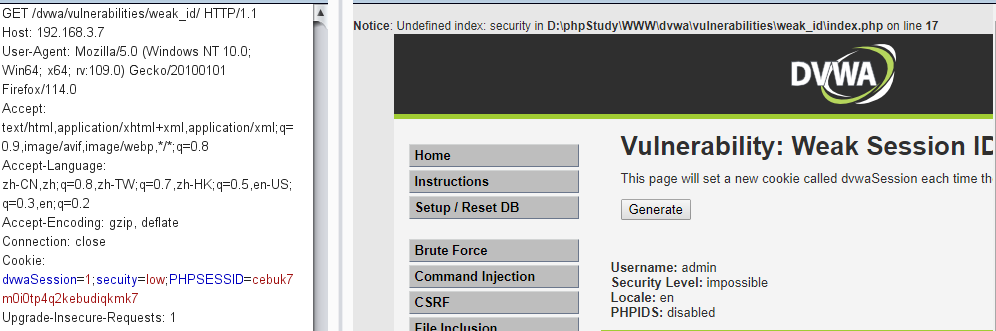 GET /dvwa/vulnerabilities/weak_id/ HTTP/1.1
Host: 192.168.3.7
User-Agent: Mozilla/5.0 (Windows NT 10.0;
Win64; x64; rv:109.0) Gecko/20100101
Firefox/114.0
Accept:
text/html,application/xhtml+xml,application/xml;q=
0.9,image/avif,image/webp,*/*;q=0.8
Accept-Language:
zh-CN,zh;q=0.8,zh-TW;q=0.7,zh-HK;q=0.5,en-US;
q=0.3,en;q=0.2
Accept-Encoding: gzip, deflate
Connection: close
Cookie:
dvwaSession=1;secuity=low;PHPSESSID=cebuk7
m0i0tp4q2kebudiqkmk7
Upgrade-Insecure-Requests: 1
Notice: Undefined index: security in D:\phpStudy\WWW\dvwa\vulnerabilities\weak_id\index.php on line 17
DVWA
Home
Instructions
Setup / Reset DB
Brute Force
Command Injection
CSRF
File Inclusion
Vulnerability: Weak Session ID
This page will set a new cookie called dvwaSession each time th
Generate
Username: admin
Security Level: impossible
Locale: en
PHPIDS: disabled